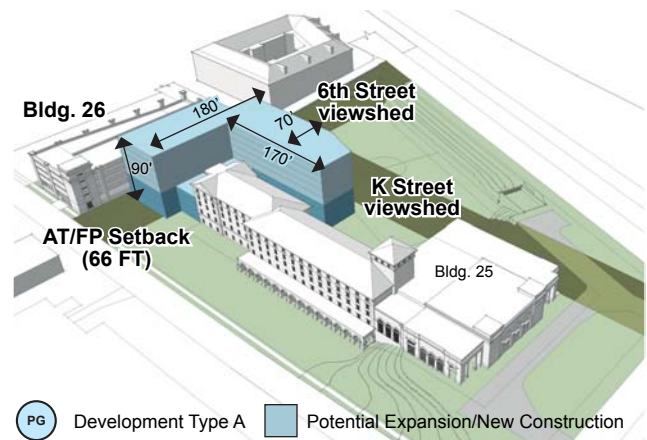 Bldg. 26
180'
70'
6th Street
viewshed
170'
90'
K Street
viewshed
AT/FP Setback
(66 FT)
Bldg. 25
PG Development Type A Potential Expansion/New Construction